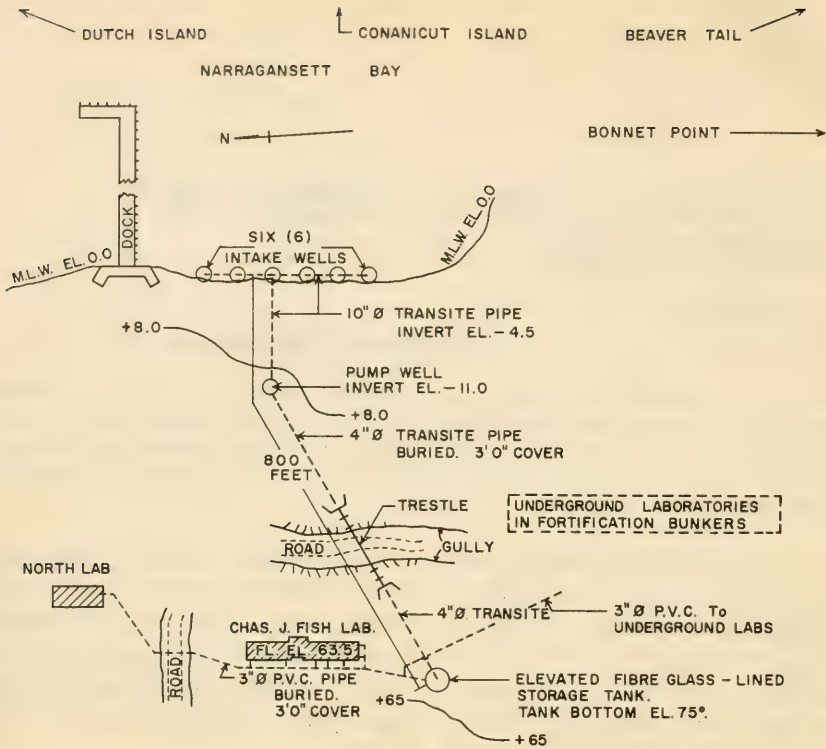 DUTCH ISLAND
CONANICUT ISLAND
BEAVER TAIL
NARRAGANSETT BAY
N
BONNET POINT
DOCK
M.L.W. EL. 0.0
SIX (6)
INTAKE WELLS
M.L.W. EL. 0.0
10" Ø TRANSITE PIPE
INVERT EL.-4.5
+8.0
PUMP WELL
INVERT EL.-11.0
+8.0
4" Ø TRANSITE PIPE
BURIED. 3'0" COVER
800
FEET
TRESTLE
UNDERGROUND LABORATORIES
IN FORTIFICATION BUNKERS
ROAD
GULLY
NORTH LAB
ROAD
CHAS. J. FISH LAB.
FL. EL. 63.5
4" Ø TRANSITE
3" Ø P.V.C. To
UNDERGROUND LABS
3" Ø P.V.C. PIPE
BURIED.
3'0" COVER
+65
ELEVATED FIBRE GLASS - LINED
STORAGE TANK.
TANK BOTTOM EL. 75°.
+65